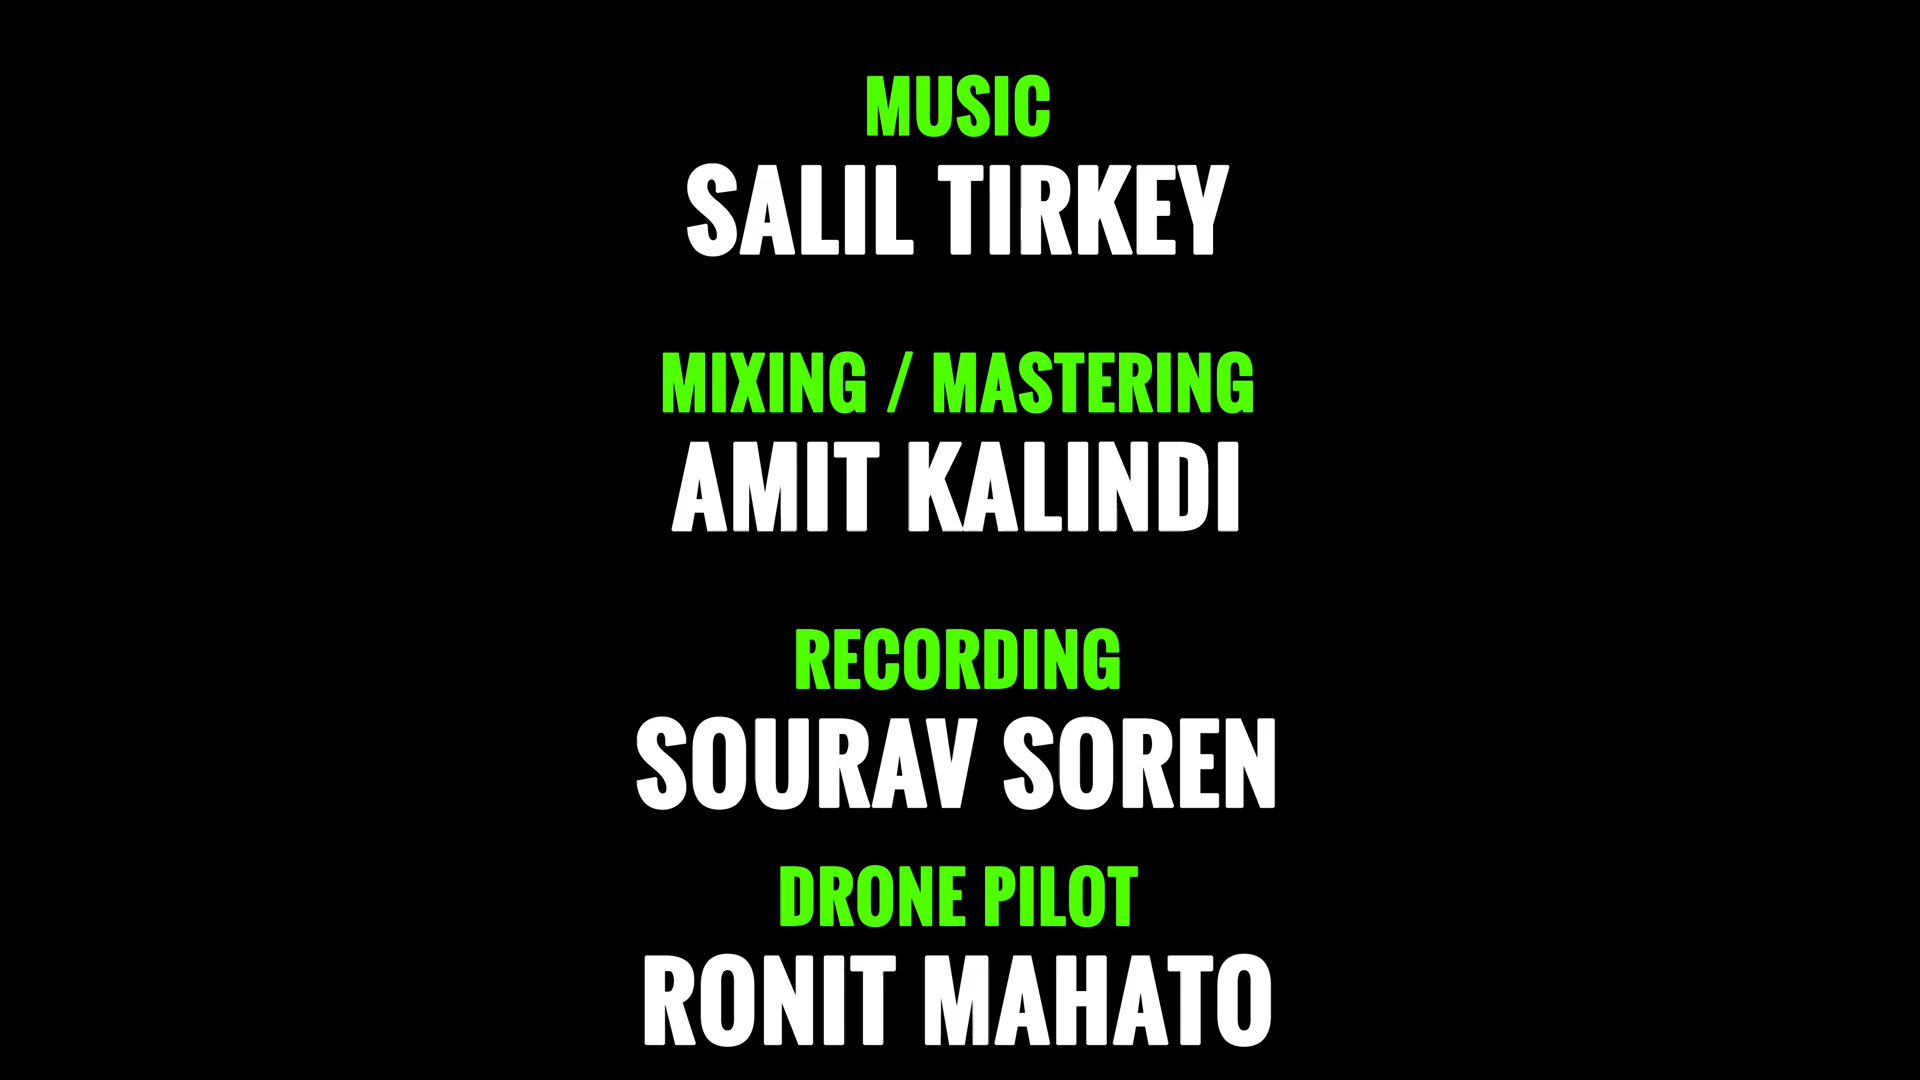 MUSIC
SALIL TIRKEY
MIXING / MASTERING
AMIT KALINDI
RECORDING
SOURAV SOREN
DRONE PILOT
RONIT MAHATO